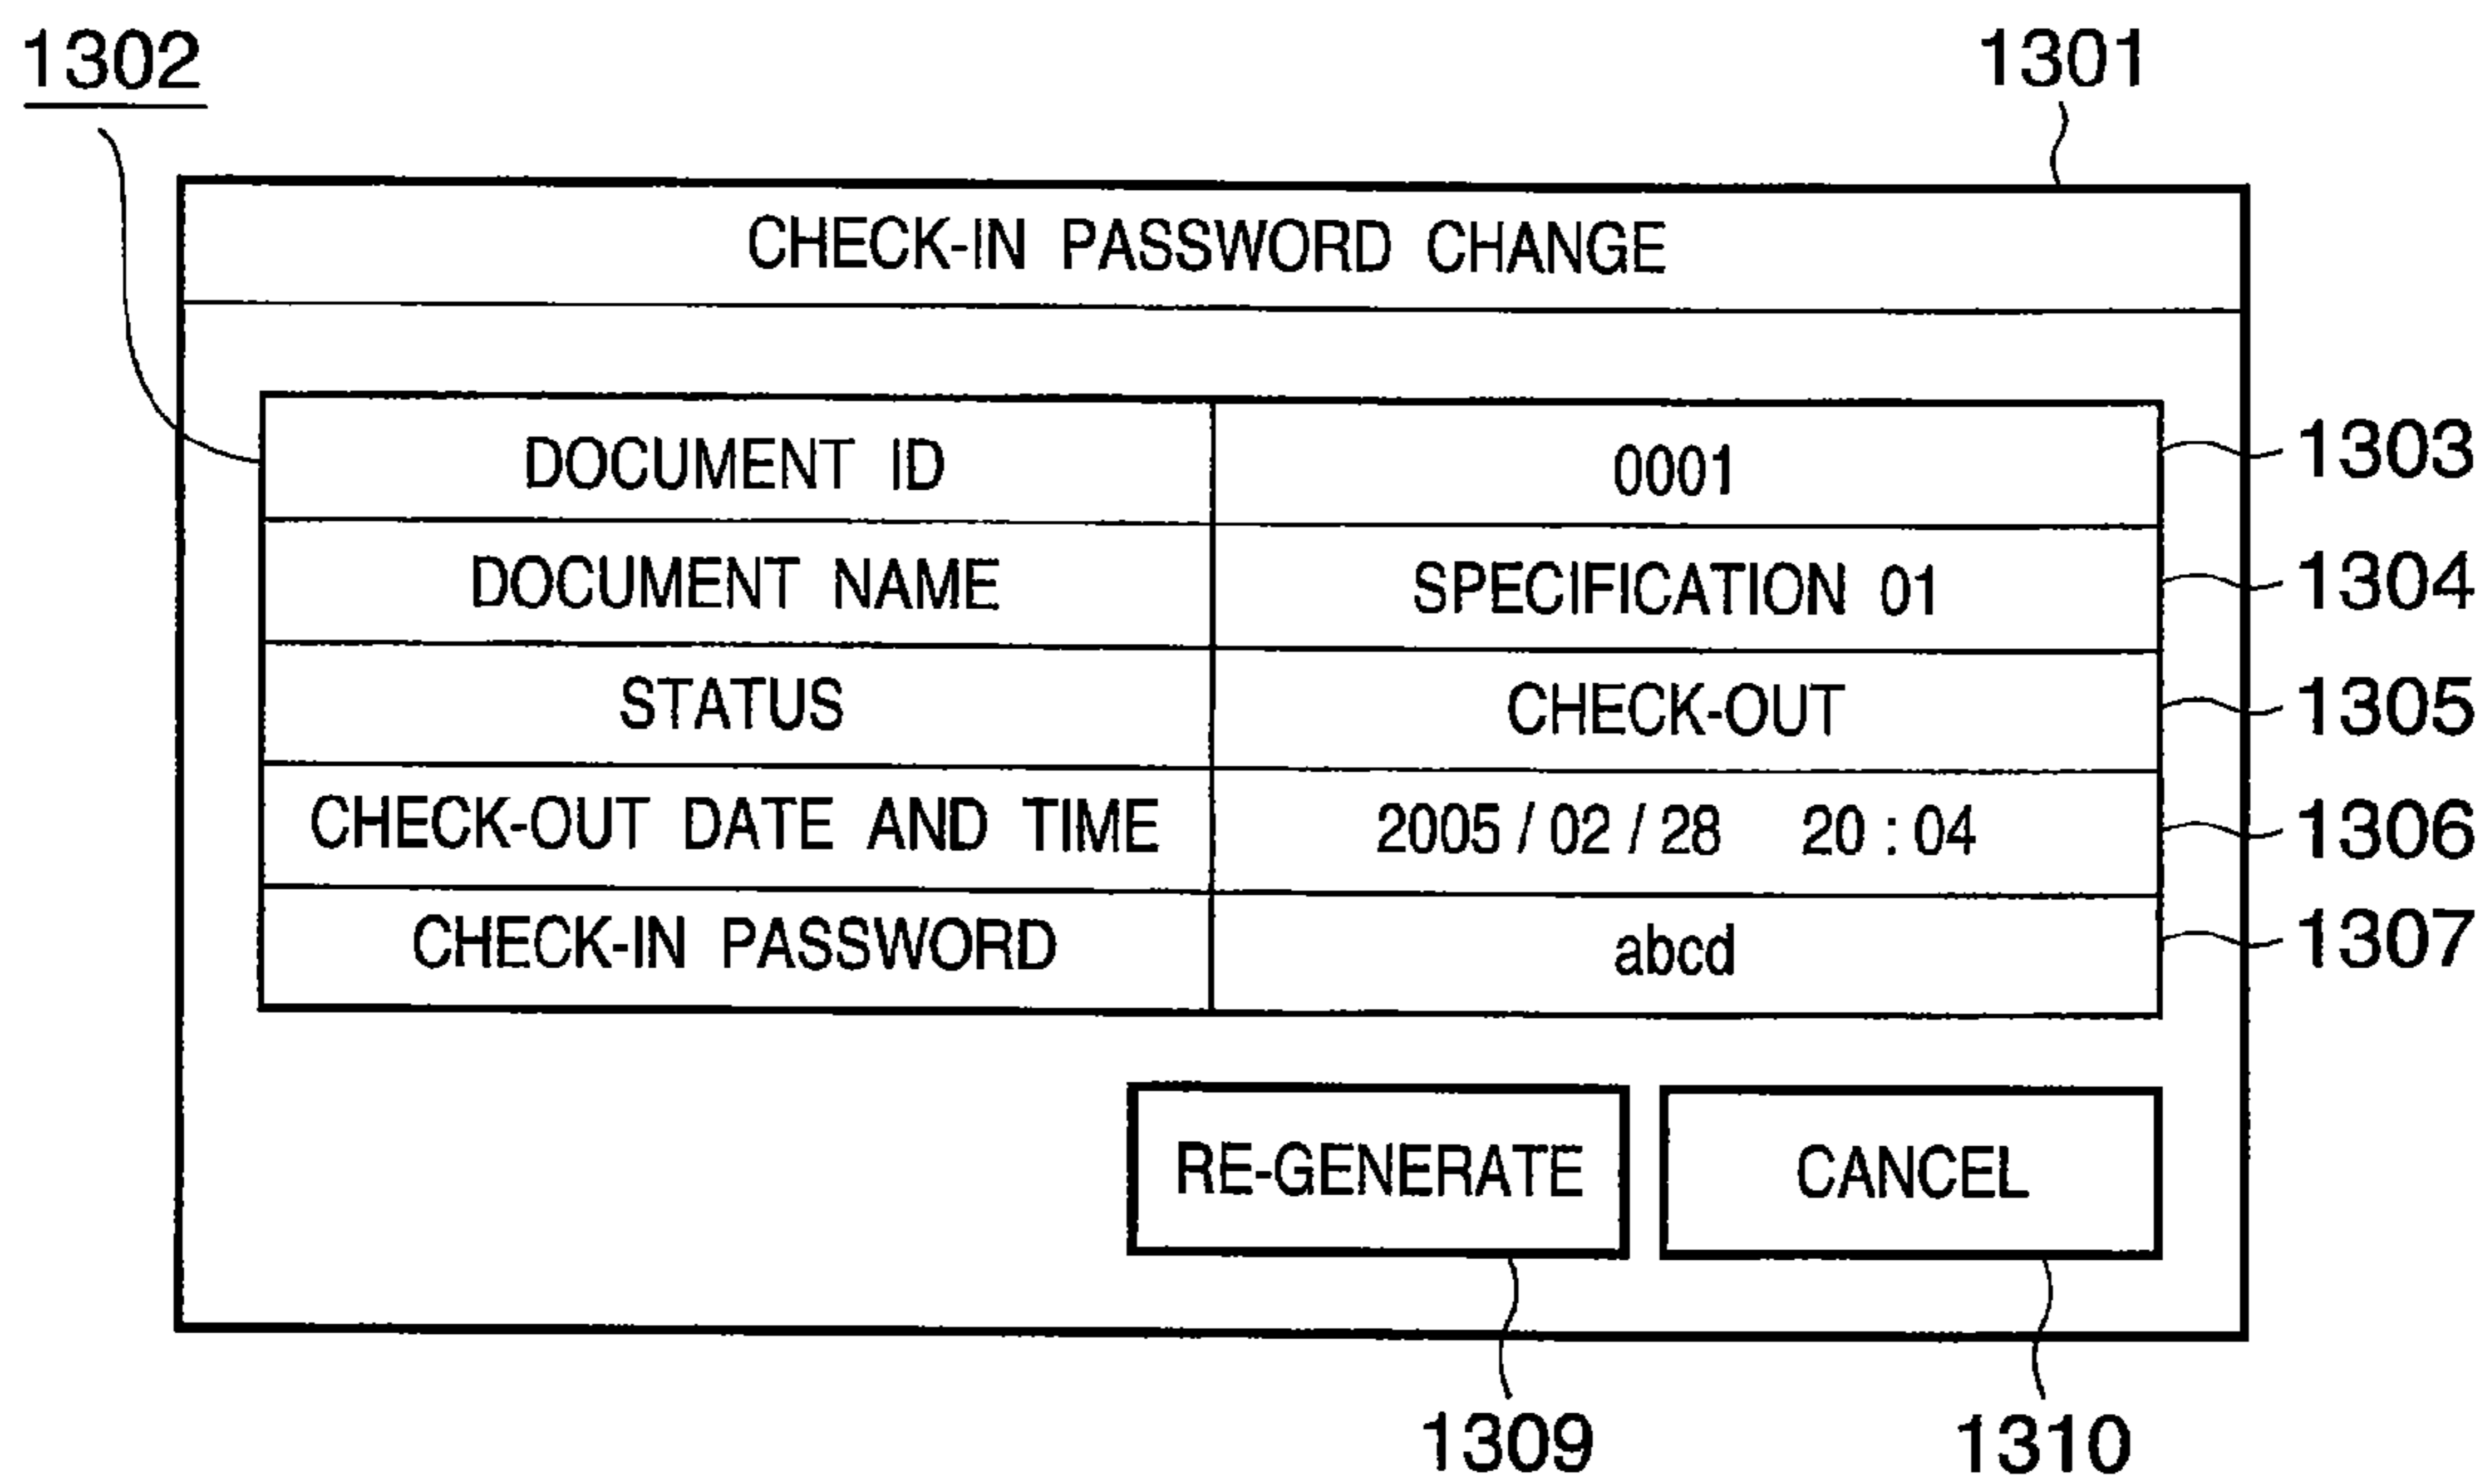 1302 1301
CHECK-IN PASSWORD CHANGE
DOCUMENT ID 0001 1303
DOCUMENT NAME SPECIFICATION 01 1304
STATUS CHECK-OUT 1305
CHECK-OUT DATE AND TIME 2005 / 02 / 28 20 : 04 1306
CHECK-IN PASSWORD abcd 1307
RE-GENERATE CANCEL
1309 1310